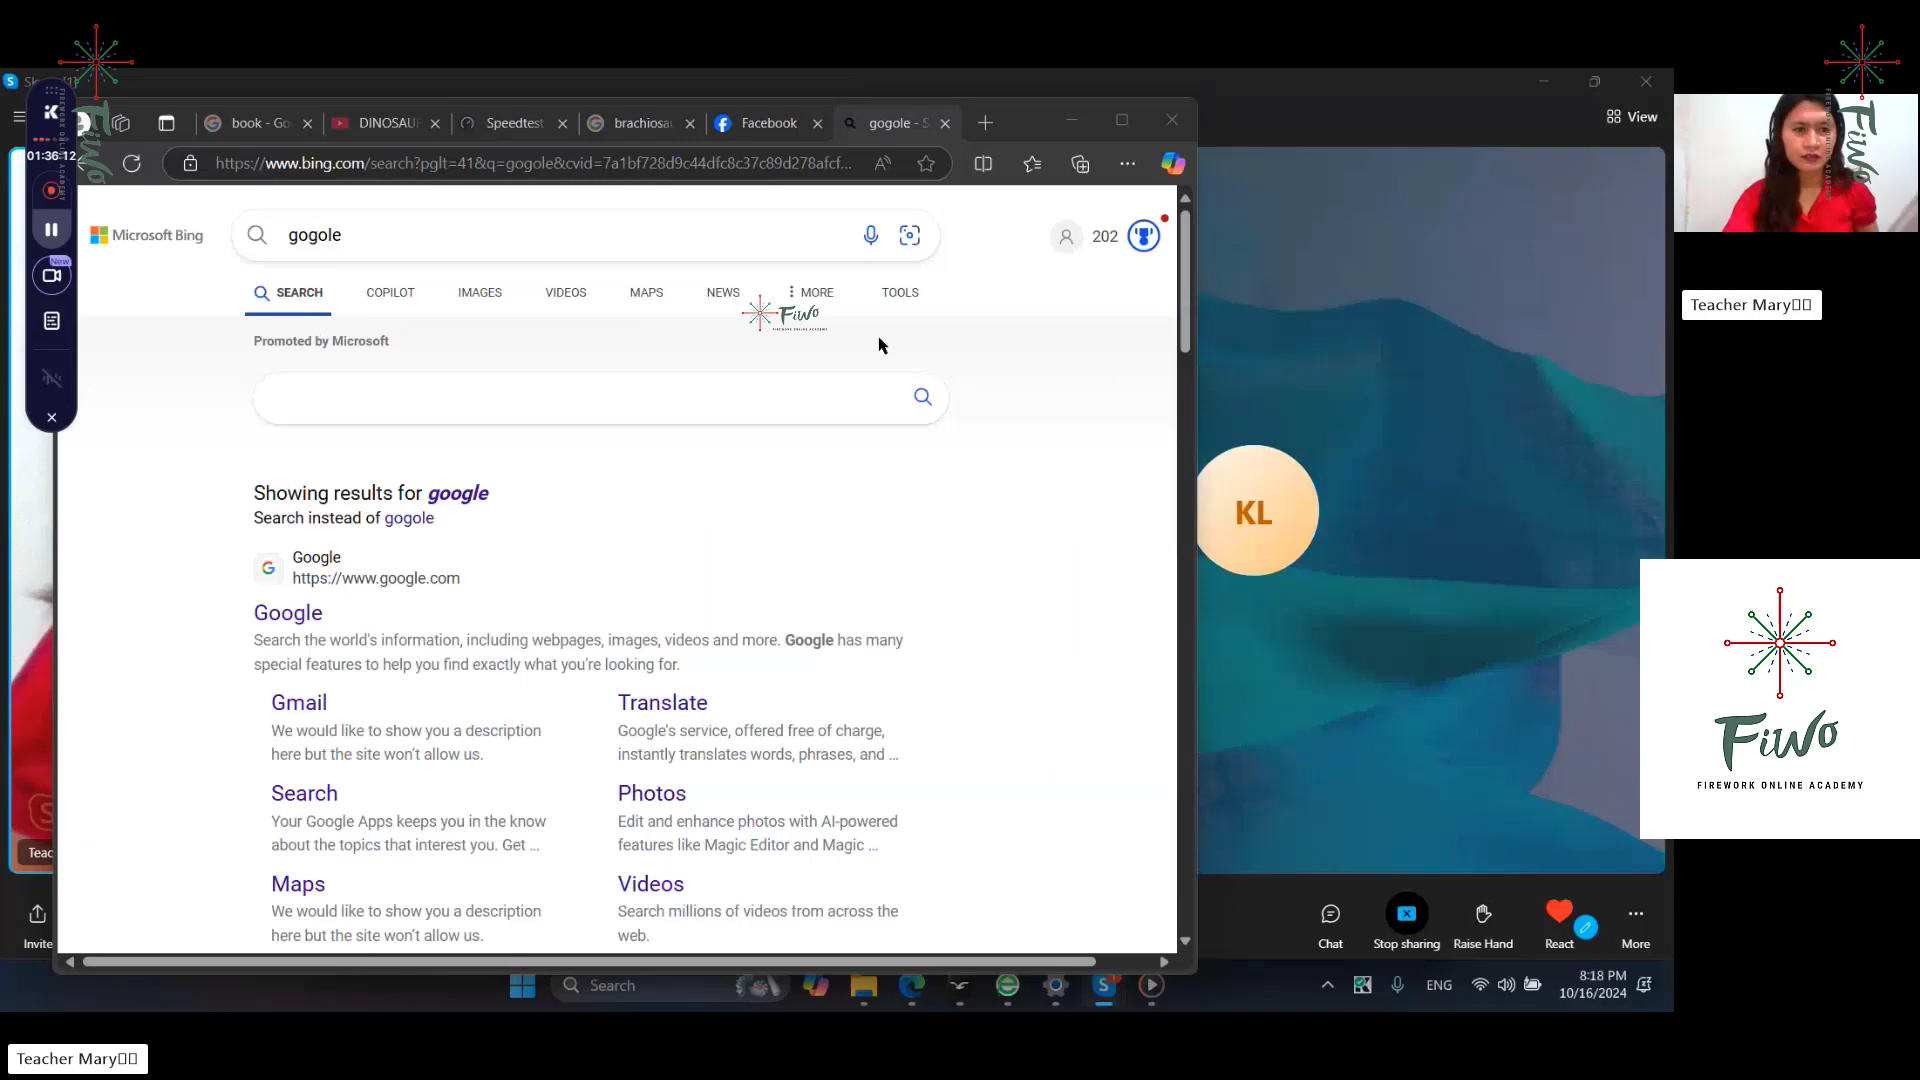 01:36:12
New
book - Go
DINOSAUR
Speedtest
brachiosau
Facebook
gogole - S
View
https://www.bing.com/search?pglt=41&q=gogole&cvid=7a1bf728d9c44dfc8c37c89d278afcf...
Microsoft Bing
gogole
202
SEARCH
COPILOT
IMAGES
VIDEOS
MAPS
NEWS
MORE
TOOLS
FiWo
FIREWORK ONLINE ACADEMY
Promoted by Microsoft
Showing results for google
Search instead of gogole
Google
https://www.google.com
Google
Search the world's information, including webpages, images, videos and more. Google has many
special features to help you find exactly what you're looking for.
Gmail
We would like to show you a description
here but the site won't allow us.
Translate
Google's service, offered free of charge,
instantly translates words, phrases, and ...
Search
Your Google Apps keeps you in the know
about the topics that interest you. Get ...
Photos
Edit and enhance photos with AI-powered
features like Magic Editor and Magic ...
Maps
We would like to show you a description
here but the site won't allow us.
Videos
Search millions of videos from across the
web.
KL
Teacher Mary
FiWo
FIREWORK ONLINE ACADEMY
Teac
Invite
Chat
Stop sharing
Raise Hand
React
More
Search
ENG
8:18 PM
10/16/2024
Teacher Mary